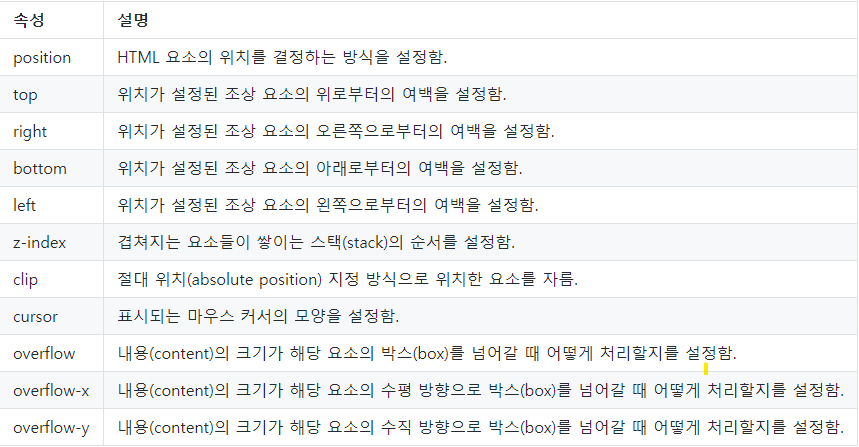 속성 설명
position HTML 요소의 위치를 결정하는 방식을 설정함.
top 위치가 설정된 조상 요소의 위로부터의 여백을 설정함.
right 위치가 설정된 조상 요소의 오른쪽으로부터의 여백을 설정함.
bottom 위치가 설정된 조상 요소의 아래로부터의 여백을 설정함.
left 위치가 설정된 조상 요소의 왼쪽으로부터의 여백을 설정함.
z-index 겹쳐지는 요소들이 쌓이는 스택(stack)의 순서를 설정함.
clip 절대 위치(absolute position) 지정 방식으로 위치한 요소를 자름.
cursor 표시되는 마우스 커서의 모양을 설정함.
overflow 내용(content)의 크기가 해당 요소의 박스(box)를 넘어갈 때 어떻게 처리할지를 설정함.
overflow-x 내용(content)의 크기가 해당 요소의 수평 방향으로 박스(box)를 넘어갈 때 어떻게 처리할지를 설정함.
overflow-y 내용(content)의 크기가 해당 요소의 수직 방향으로 박스(box)를 넘어갈 때 어떻게 처리할지를 설정함.